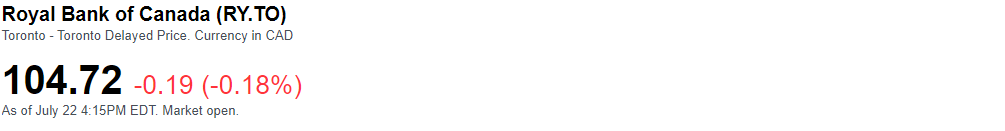 Royal Bank of Canada (RY.TO)
Toronto - Toronto Delayed Price. Currency in CAD
104.72 -0.19 (-0.18%)
As of July 22 4:15PM EDT. Market open.